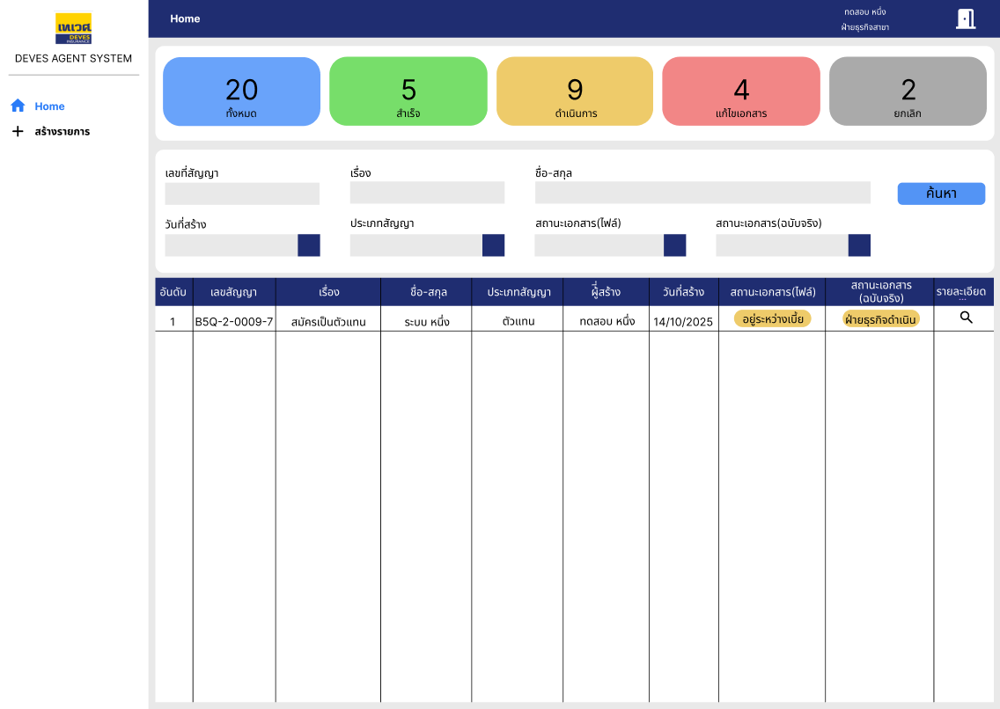 เทเวศ
DEVES
INSURANCE
DEVES AGENT SYSTEM
Home
สร้างรายการ
Home
ทดสอบ หนึ่ง
ฝ่ายธุรกิจสาขา
20
ทั้งหมด
5
สำเร็จ
9
ดำเนินการ
4
แก้ไขเอกสาร
2
ยกเลิก
เลขที่สัญญา
เรื่อง
ชื่อ-สกุล
ค้นหา
วันที่สร้าง
ประเภทสัญญา
สถานะเอกสาร(ไฟล์)
สถานะเอกสาร(ฉบับจริง)
อันดับ
เลขสัญญา
เรื่อง
ชื่อ-สกุล
ประเภทสัญญา
ผู้สร้าง
วันที่สร้าง
สถานะเอกสาร(ไฟล์)
สถานะเอกสาร
(ฉบับจริง)
รายละเอียด
...
1
B5Q-2-0009-7
สมัครเป็นตัวแทน
ระบบ หนึ่ง
ตัวแทน
ทดสอบ หนึ่ง
14/10/2025
อยู่ระหว่างเบี้ย
ฝ่ายธุรกิจดำเนิน